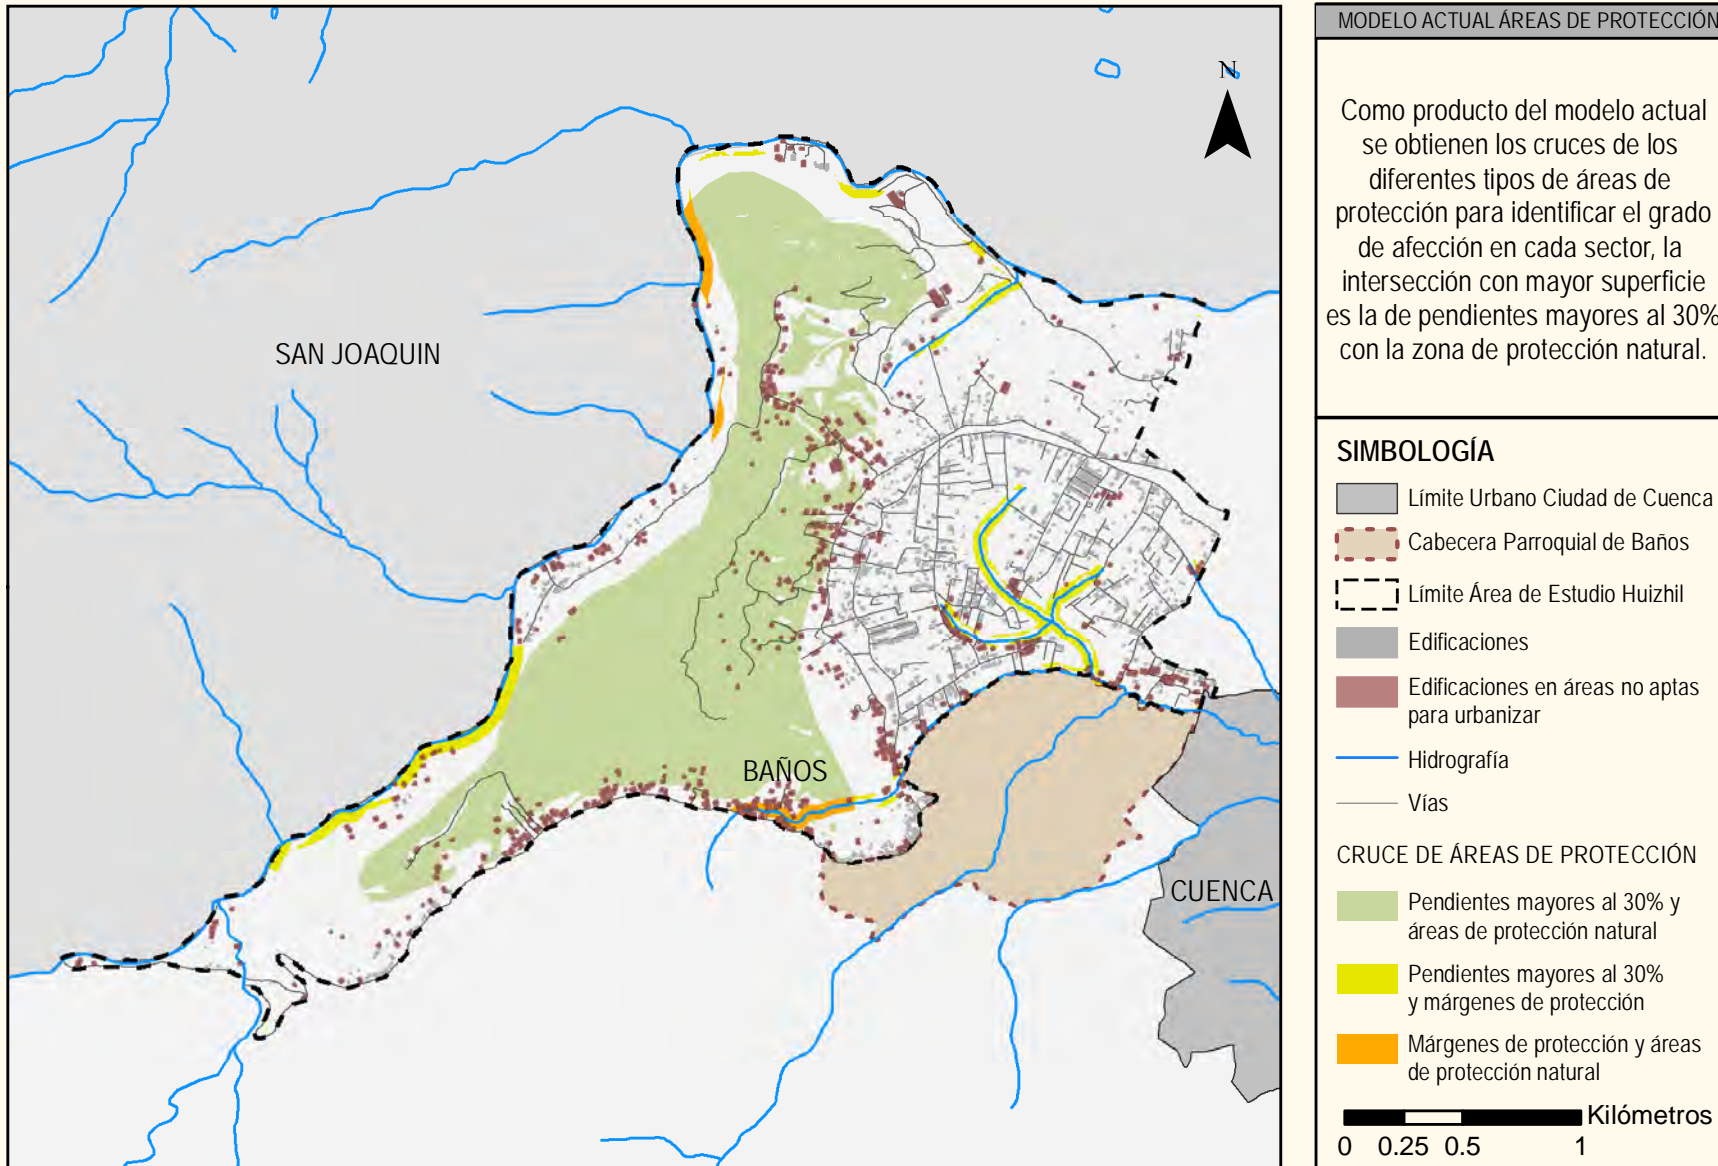 N
SAN JOAQUIN
BAÑOS
CUENCA
MODELO ACTUAL ÁREAS DE PROTECCIÓN
Como producto del modelo actual
se obtienen los cruces de los
diferentes tipos de áreas de
protección para identificar el grado
de afección en cada sector, la
intersección con mayor superficie
es la de pendientes mayores al 30%
con la zona de protección natural.
SIMBOLOGÍA
Límite Urbano Ciudad de Cuenca
Cabecera Parroquial de Baños
Límite Área de Estudio Huizhil
Edificaciones
Edificaciones en áreas no aptas
para urbanizar
Hidrografía
Vías
CRUCE DE ÁREAS DE PROTECCIÓN
Pendientes mayores al 30% y
áreas de protección natural
Pendientes mayores al 30%
y márgenes de protección
Márgenes de protección y áreas
de protección natural
Kilómetros
0 0.25 0.5 1